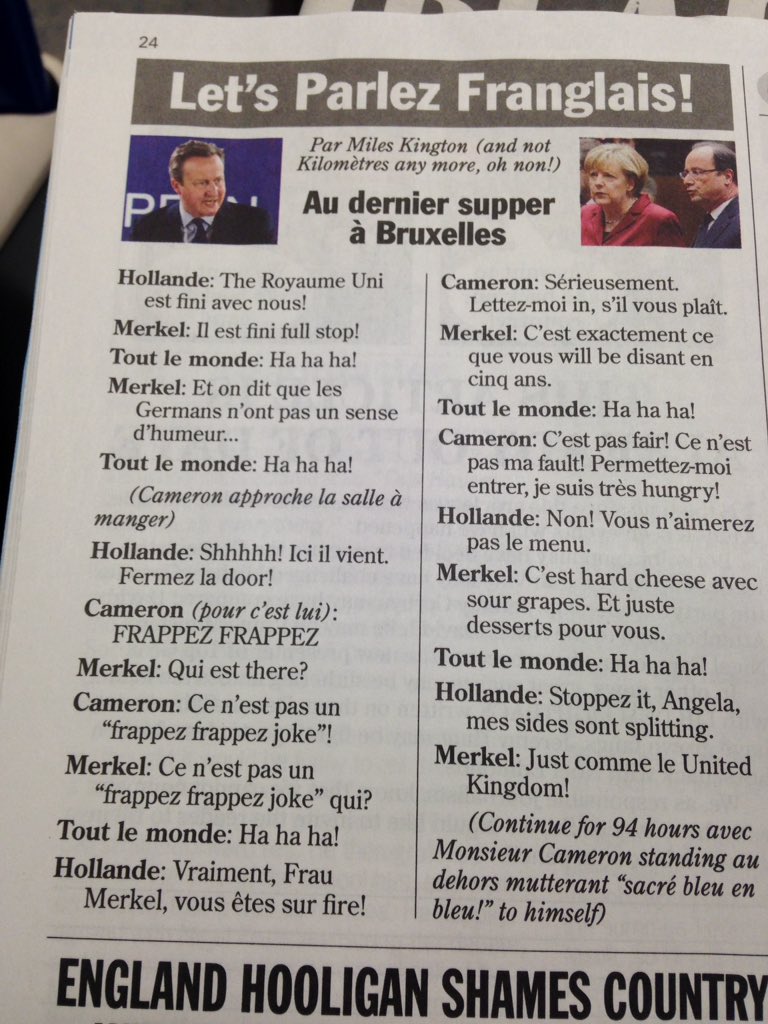 24
Let's Parlez Franglais!
Par Miles Kington (and not
Kilomètres any more, oh non!)
Au dernier supper
à Bruxelles
Hollande: The Royaume Uni
est fini avec nous!
Merkel: Il est fini full stop!
Tout le monde: Ha ha ha!
Merkel: Et on dit que les
Germans n'ont pas un sense
d'humeur...
Tout le monde: Ha ha ha!
(Cameron approche la salle à
manger)
Hollande: Shhhhh! Ici il vient.
Fermez la door!
Cameron (pour c'est lui):
FRAPPEZ FRAPPEZ
Merkel: Qui est there?
Cameron: Ce n'est pas un
"frappez frappez joke"!
Merkel: Ce n'est pas un
"frappez frappez joke" qui?
Tout le monde: Ha ha ha!
Hollande: Vraiment, Frau
Merkel, vous êtes sur fire!
Cameron: Sérieusement.
Lettez-moi in, s'il vous plaît.
Merkel: C'est exactement ce
que vous will be disant en
cinq ans.
Tout le monde: Ha ha ha!
Cameron: C'est pas fair! Ce n'est
pas ma fault! Permettez-moi
entrer, je suis très hungry!
Hollande: Non! Vous n'aimerez
pas le menu.
Merkel: C'est hard cheese avec
sour grapes. Et juste
desserts pour vous.
Tout le monde: Ha ha ha!
Hollande: Stoppez it, Angela,
mes sides sont splitting.
Merkel: Just comme le United
Kingdom!
(Continue for 94 hours avec
Monsieur Cameron standing au
dehors mutterant "sacré bleu en
bleu!" to himself)
ENGLAND HOOLIGAN SHAMES COUNTRY